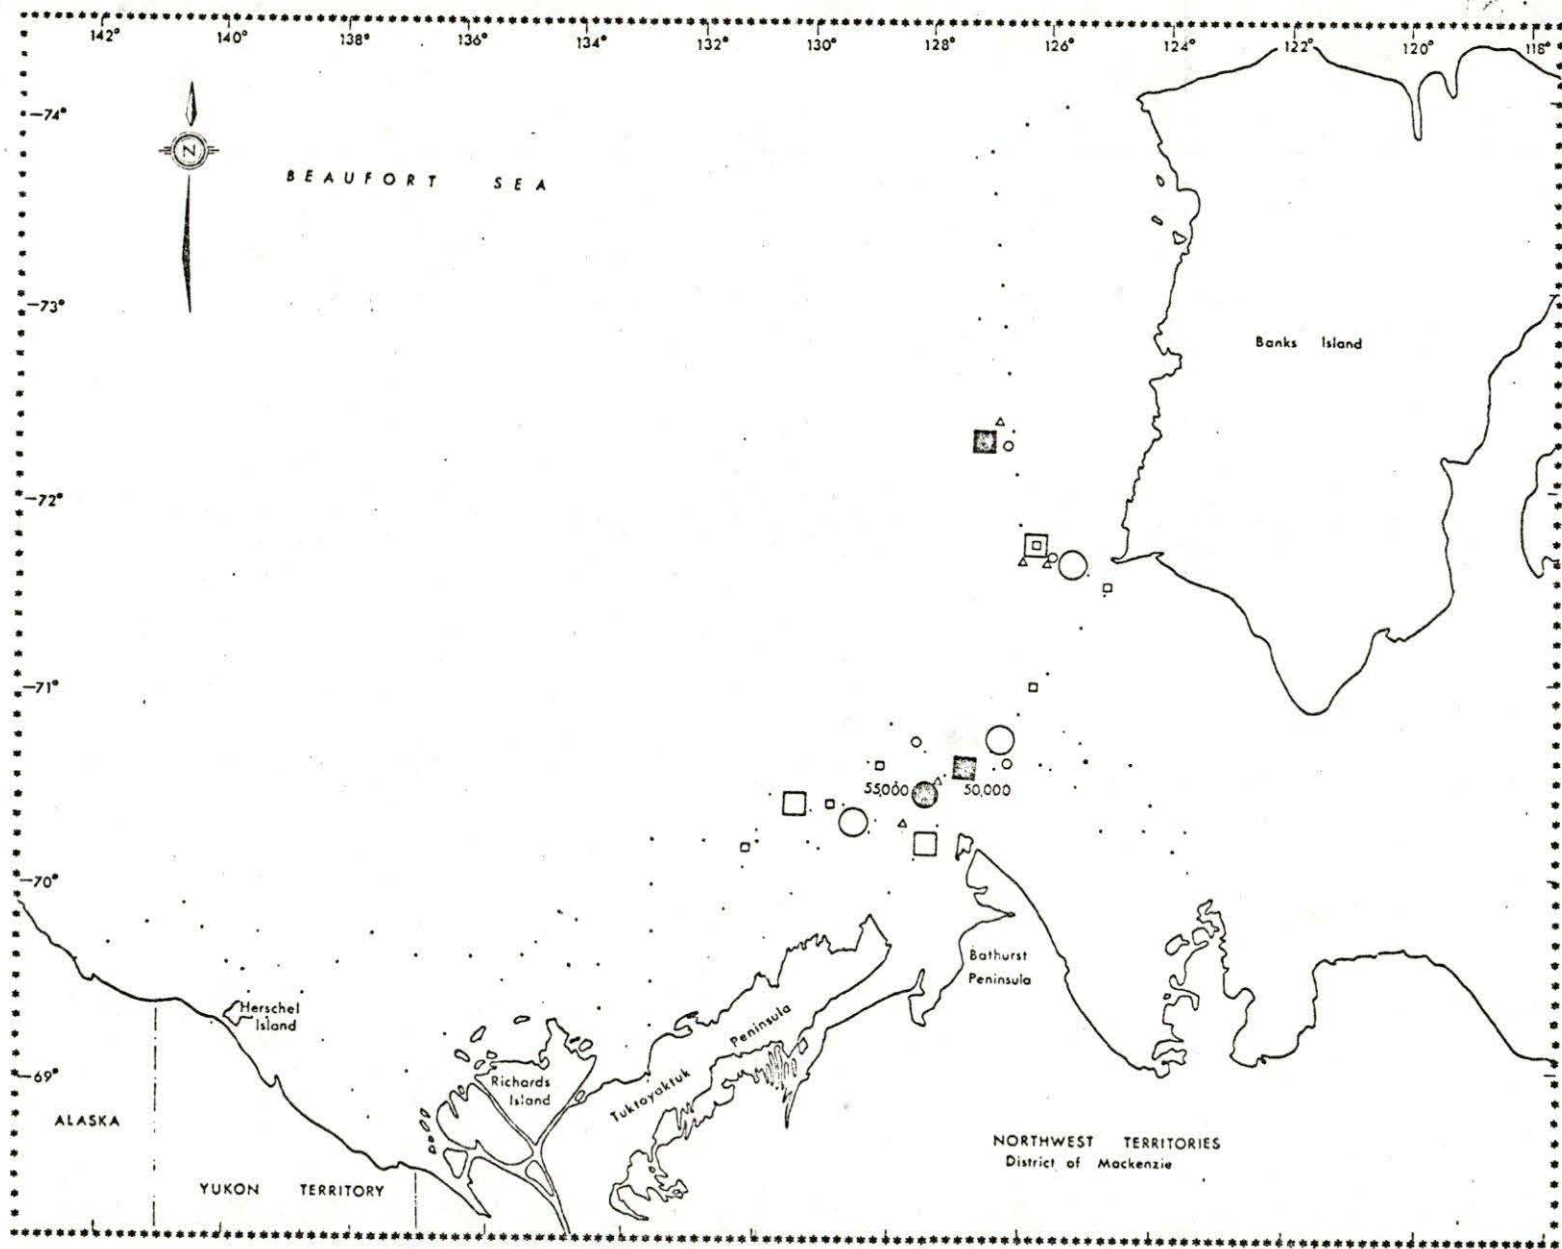 142° 140° 138° 136° 134° 132° 130° 128° 126° 124° 122° 120° 118°
74°
N
BEAUFORT SEA
73°
Banks Island
72°
71°
55,000 50,000
70°
Bathurst
Peninsula
Herschel
Island
Peninsula
69°
Richards
Island
Tuktoyaktuk
ALASKA
NORTHWEST TERRITORIES
District of Mackenzie
YUKON TERRITORY